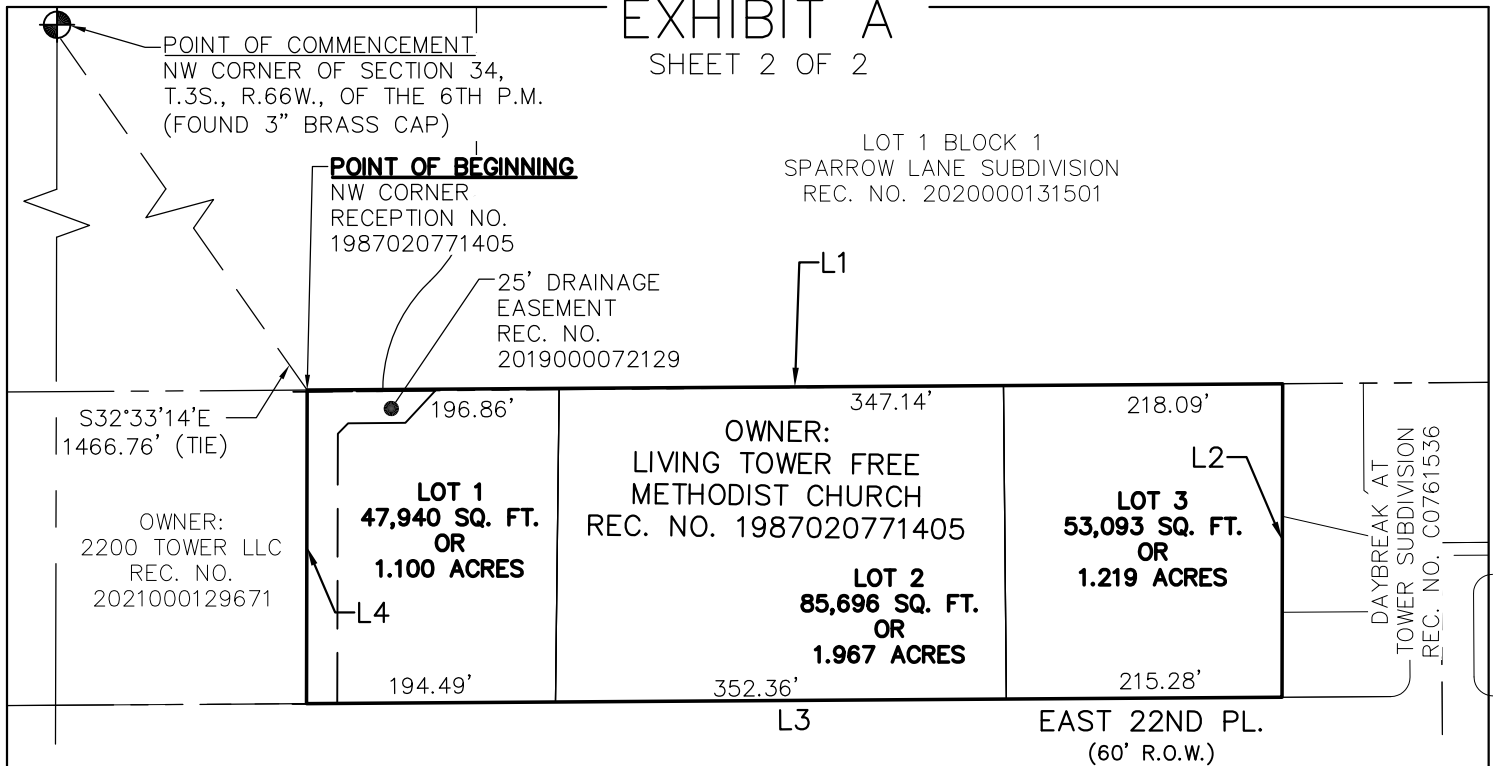 EXHIBIT A
SHEET 2 OF 2
POINT OF COMMENCEMENT
NW CORNER OF SECTION 34,
T.3S., R.66W., OF THE 6TH P.M.
(FOUND 3" BRASS CAP)
LOT 1 BLOCK 1
SPARROW LANE SUBDIVISION
REC. NO. 2020000131501
POINT OF BEGINNING
NW CORNER
RECEPTION NO.
1987020771405
L1
25' DRAINAGE
EASEMENT
REC. NO.
2019000072129
S32°33'14'E
1466.76' (TIE)
196.86'
347.14'
218.09'
OWNER:
LIVING TOWER FREE
METHODIST CHURCH
REC. NO. 1987020771405
L2
LOT 1
47,940 SQ. FT.
OR
1.100 ACRES
LOT 3
53,093 SQ. FT.
OR
1.219 ACRES
OWNER:
2200 TOWER LLC
REC. NO.
2021000129671
LOT 2
85,696 SQ. FT.
OR
1.967 ACRES
L4
DAYBREAK AT
TOWER SUBDIVISION
REC. NO. C0761536
194.49'
352.36'
215.28'
L3
EAST 22ND PL.
(60' R.O.W.)